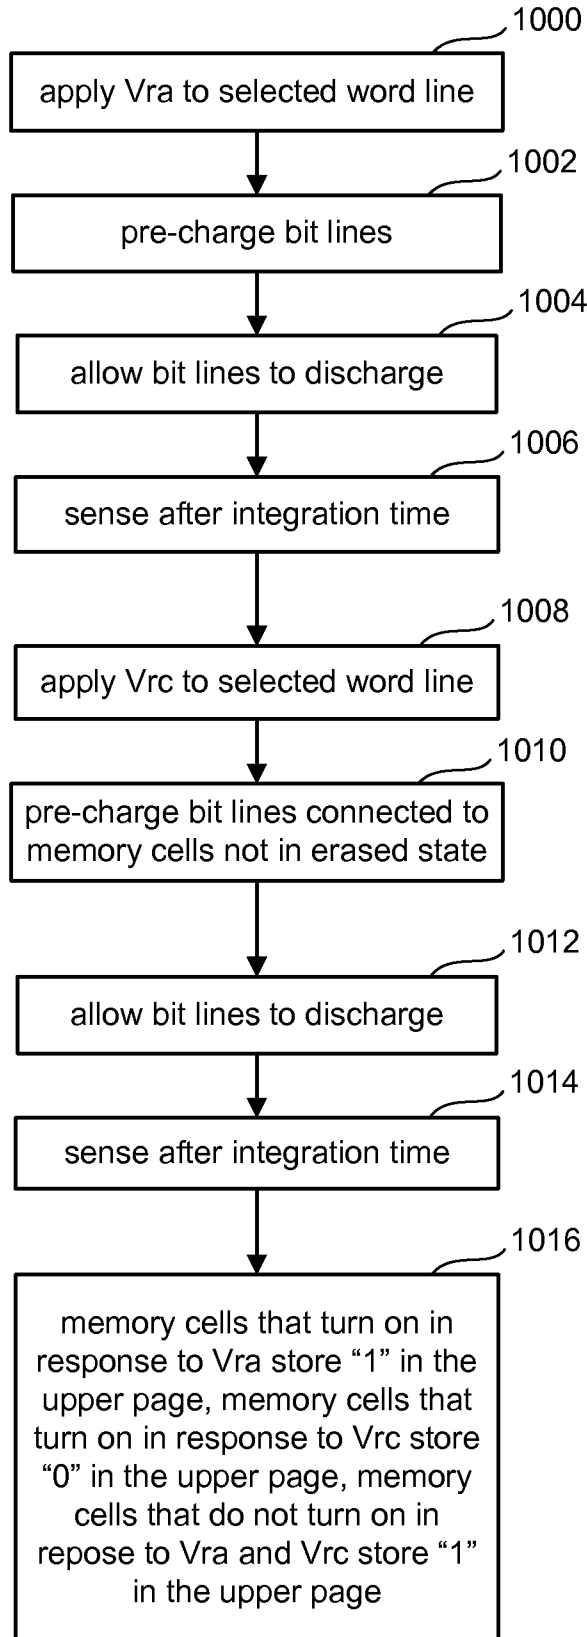 1000
apply Vra to selected word line
1002
pre-charge bit lines
1004
allow bit lines to discharge
1006
sense after integration time
1008
apply Vrc to selected word line
1010
pre-charge bit lines connected to
memory cells not in erased state
1012
allow bit lines to discharge
1014
sense after integration time
1016
memory cells that turn on in
response to Vra store “1” in the
upper page, memory cells that
turn on in response to Vrc store
“0” in the upper page, memory
cells that do not turn on in
repose to Vra and Vrc store “1”
in the upper page